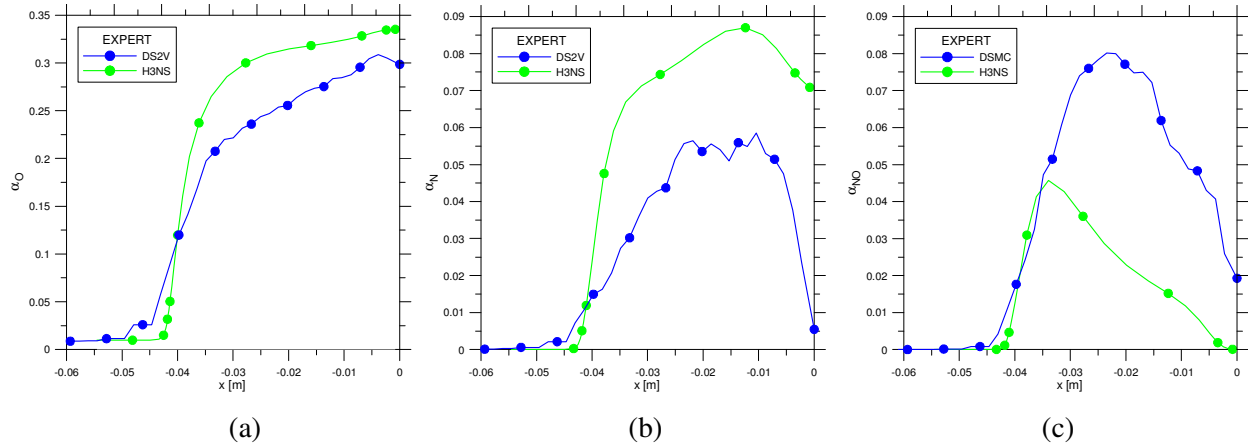 EXPERT
DS2V
H3NS
0.35
0.3
0.25
0.2
0.15
0.1
0.05
0
αO
-0.06
-0.05
-0.04
-0.03
-0.02
-0.01
0
x [m]
(a)
EXPERT
DS2V
H3NS
0.09
0.08
0.07
0.06
0.05
0.04
0.03
0.02
0.01
0
αN
-0.06
-0.05
-0.04
-0.03
-0.02
-0.01
0
x [m]
(b)
EXPERT
DSMC
H3NS
0.09
0.08
0.07
0.06
0.05
0.04
0.03
0.02
0.01
0
αNO
-0.06
-0.05
-0.04
-0.03
-0.02
-0.01
0
x [m]
(c)